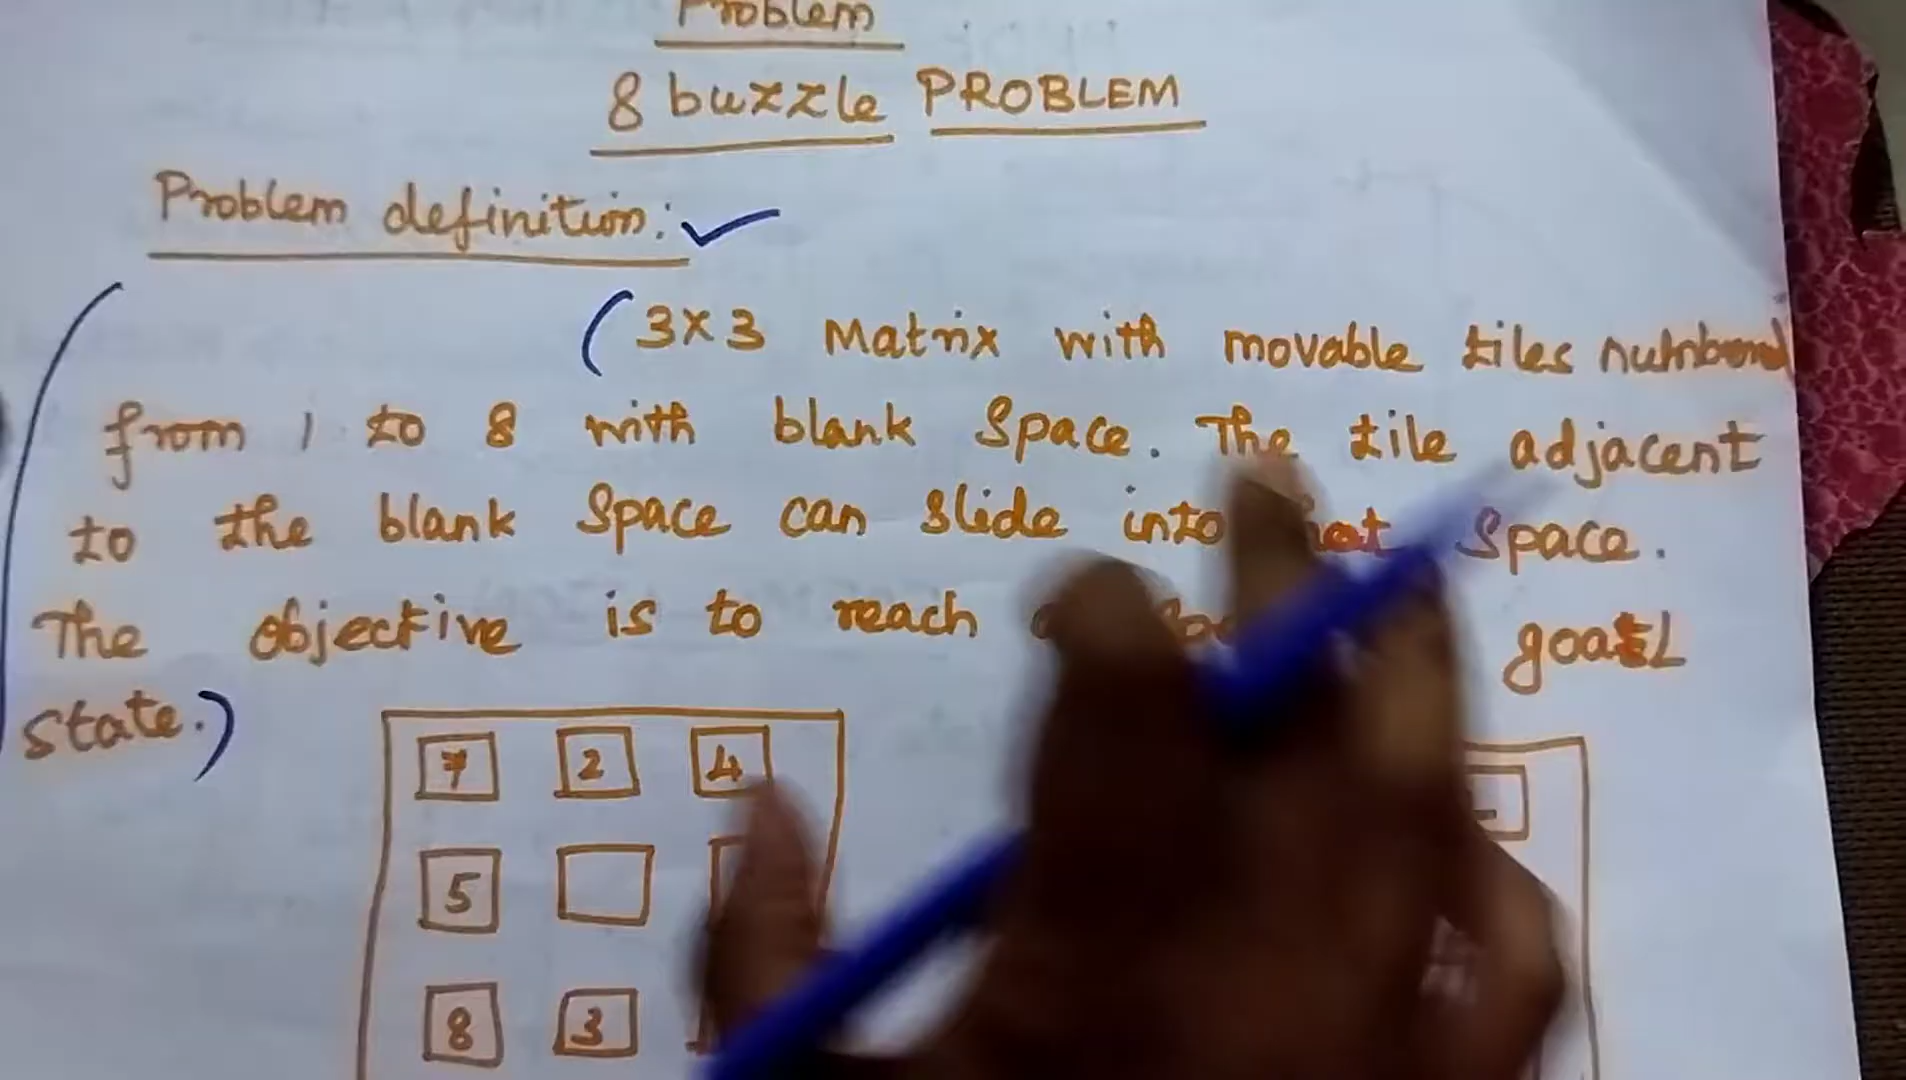 Problem
8 buzzle PROBLEM
Problem definition:
(3×3 Matrix with movable tiles numbered
from 1 to 8 with blank Space. The tile adjacent
to the blank Space can slide into Space.
The objective is to reach goal
state.)
7 2 4
5
8 3